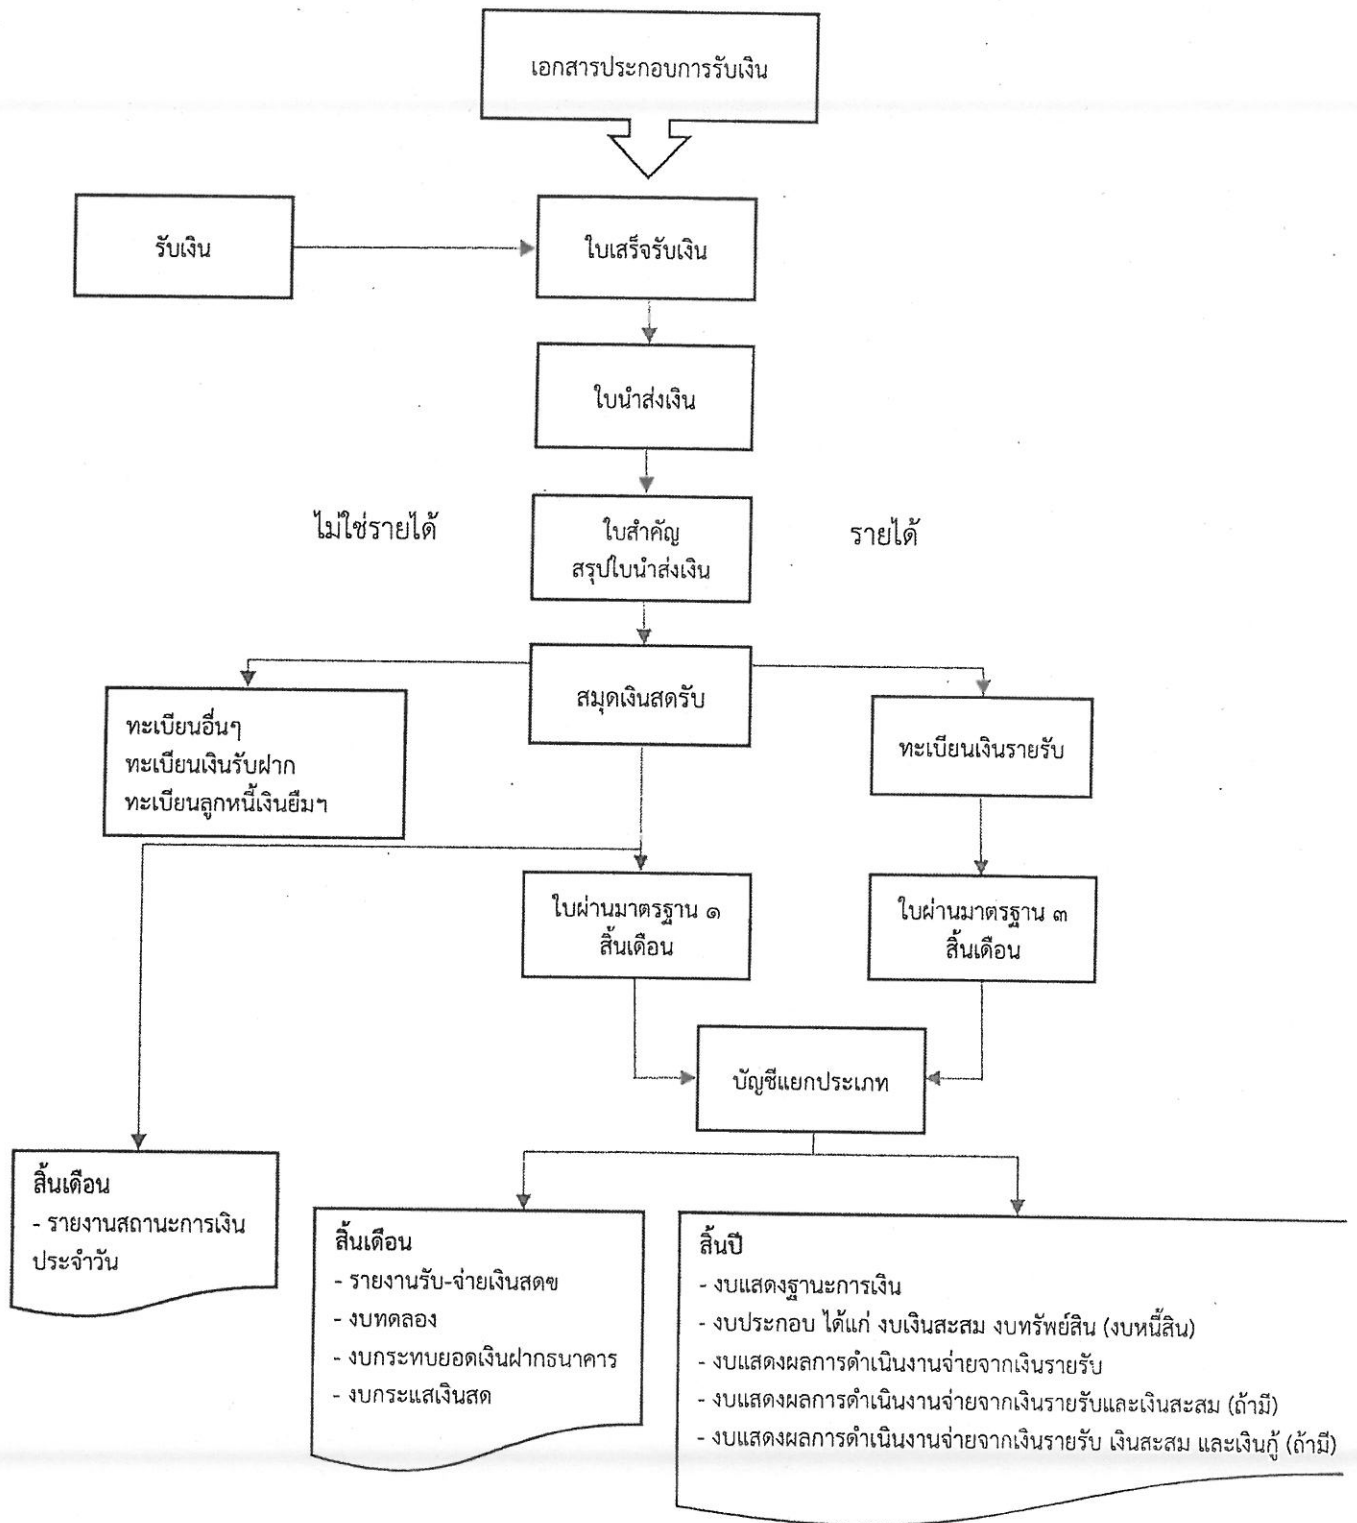 เอกสารประกอบการรับเงิน
รับเงิน
ใบเสร็จรับเงิน
ใบนำส่งเงิน
ไม่ใช่รายได้
ใบสำคัญ
สรุปใบนำส่งเงิน
รายได้
สมุดเงินสดรับ
ทะเบียนอื่นๆ
ทะเบียนเงินรับฝาก
ทะเบียนลูกหนี้เงินยืมฯ
ทะเบียนเงินรายรับ
ใบผ่านมาตรฐาน ๑
สิ้นเดือน
ใบผ่านมาตรฐาน ๓
สิ้นเดือน
บัญชีแยกประเภท
สิ้นเดือน
- รายงานสถานะการเงิน
ประจำวัน
สิ้นเดือน
- รายงานรับ-จ่ายเงินสดข
- งบทดลอง
- งบกระทบยอดเงินฝากธนาคาร
- งบกระแสเงินสด
สิ้นปี
- งบแสดงฐานะการเงิน
- งบประกอบ ได้แก่ งบเงินสะสม งบทรัพย์สิน (งบหนี้สิน)
- งบแสดงผลการดำเนินงานจ่ายจากเงินรายรับ
- งบแสดงผลการดำเนินงานจ่ายจากเงินรายรับและเงินสะสม (ถ้ามี)
- งบแสดงผลการดำเนินงานจ่ายจากเงินรายรับ เงินสะสม และเงินกู้ (ถ้ามี)